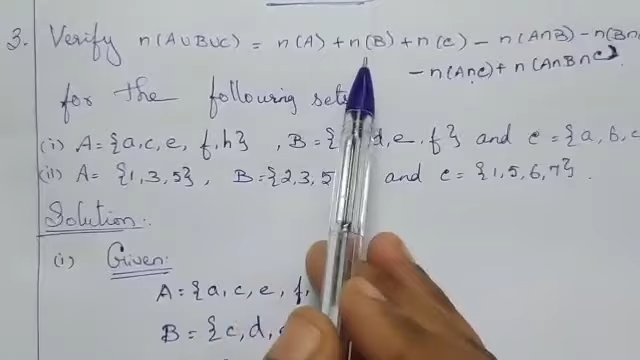 3. Verify n(A∪B∪C) = n(A) + n(B) + n(C) - n(A∩B) - n(B∩
- n(A∩C) + n(A∩B∩C)
for the following sets
(i) A = {a, c, e, f, h} , B = { d, e, f} and C = {a, b, c
(ii) A = {1, 3, 5} , B = {2, 3, 5 and C = {1, 5, 6, 7} .
Solution:-
(i) Given:
A = {a, c, e, f,
B = {c, d,